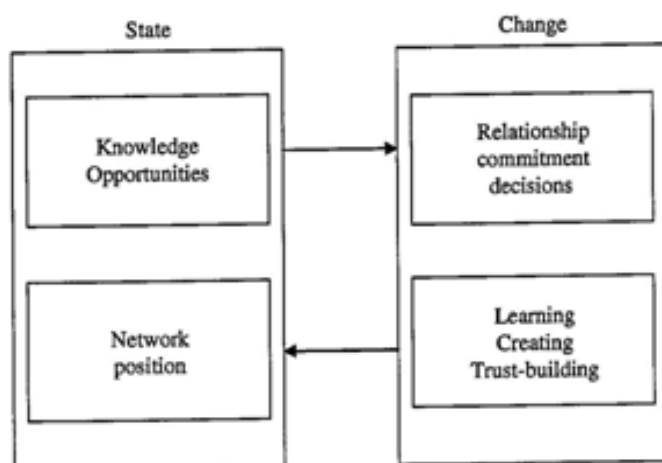 State
Change
Knowledge
Opportunities
Relationship
commitment
decisions
Network
position
Learning
Creating
Trust-building